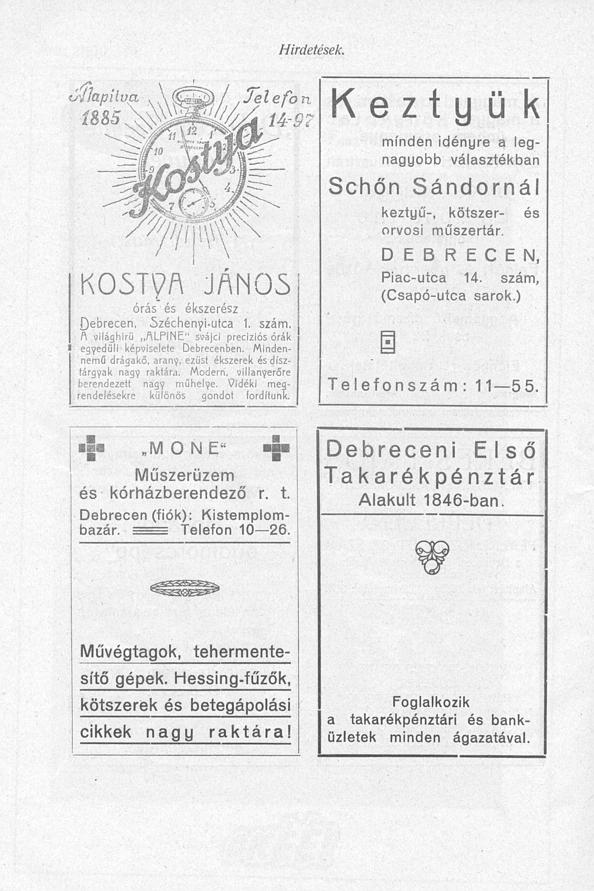 Hirdetések.
Alapitva
1885
Telefon
14-97
Kostya
KOSTYA JÁNOS
órás és ékszerész
Debrecen, Széchenyi-utca 1. szám.
A világhirü „ALPINE" svájci preciziós órák
egyedüli képviselete Debrecenben. Minden-
nemű drágakő, arany, ezüst ékszerek és dísz-
tárgyak nagy raktára. Modern, villanyerőre
berendezett nagy műhelye. Vidéki meg-
rendelésekre különös gondot fordítunk.
Keztyük
minden idényre a leg-
nagyobb választékban
Schőn Sándornál
keztyű-, kötszer- és
orvosi műszertár.
DEBRECEN,
Piac-utca 14. szám,
(Csapó-utca sarok.)
Telefonszám: 11—55.
„MONE"
Műszerüzem
és kórházberendező r. t.
Debrecen (fiók): Kistemplom-
bazár. Telefon 10—26.
Művégtagok, tehermente-
sítő gépek. Hessing-fűzők,
kötszerek és betegápolási
cikkek nagy raktára!
Debreceni Első
Takarékpénztár
Alakult 1846-ban.
Foglalkozik
a takarékpénztári és bank-
üzletek minden ágazatával.